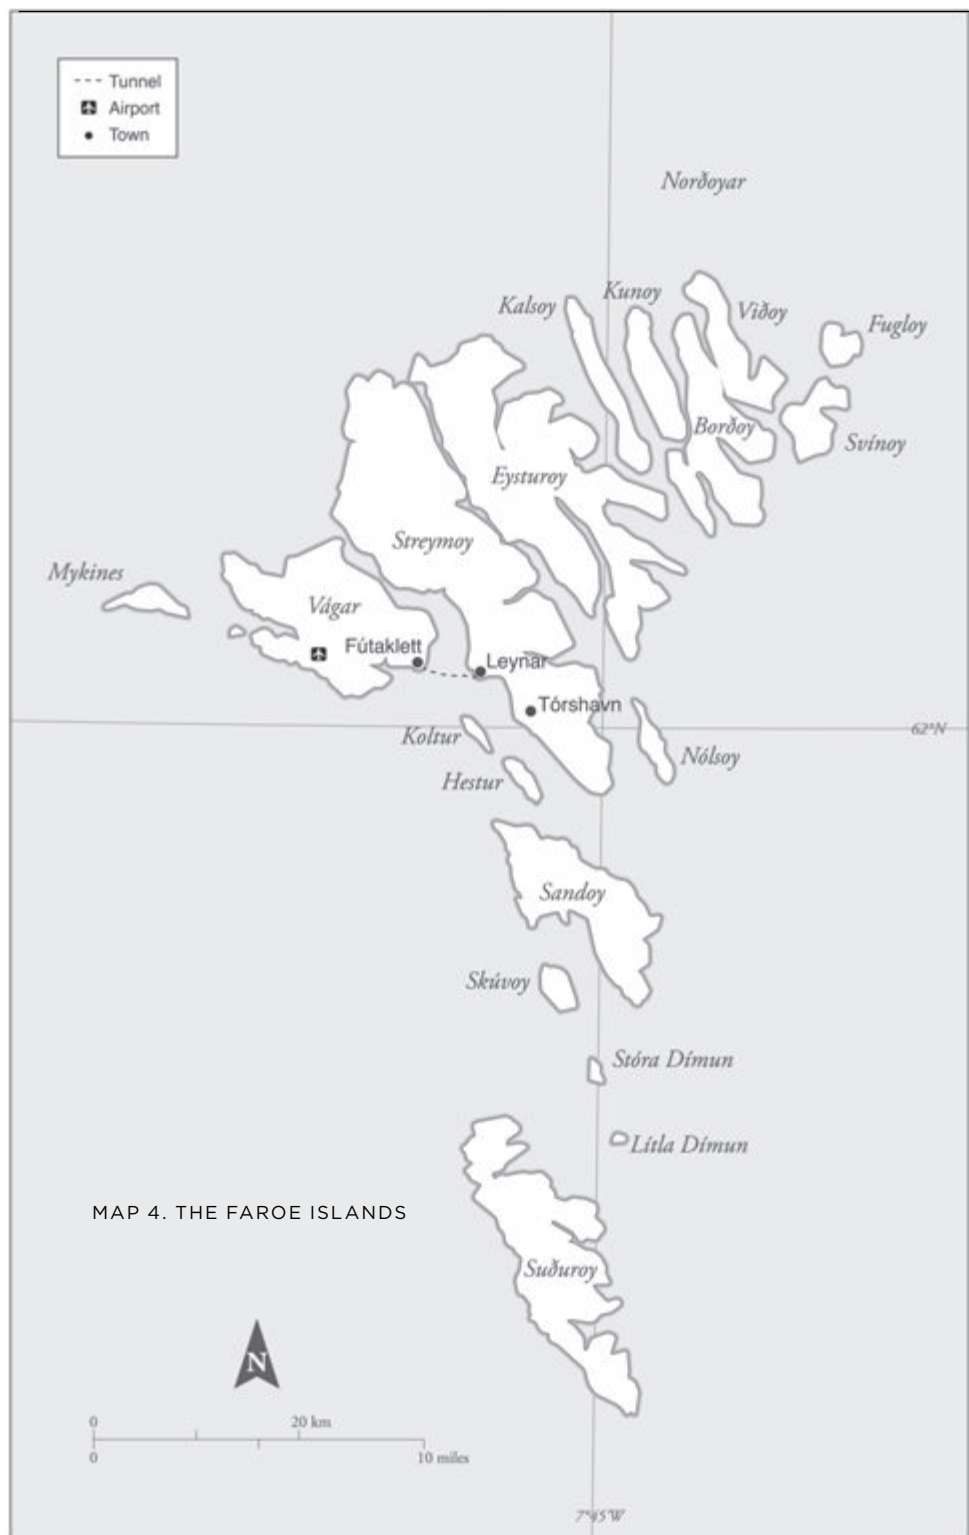 Tunnel
Airport
Town
Norðoyar
Kalsoy
Kunoy
Viðoy
Fugloy
Borðoy
Svínoy
Eysturoy
Streymoy
Mykines
Vágar
Fútaklett
Leynar
Tórshavn
62°N
Koltur
Nólsoy
Hestur
Sandoy
Skúvoy
Stóra Dímun
Lítla Dímun
MAP 4. THE FAROE ISLANDS
Suðuroy
N
0 20 km
0 10 miles
7°45'W